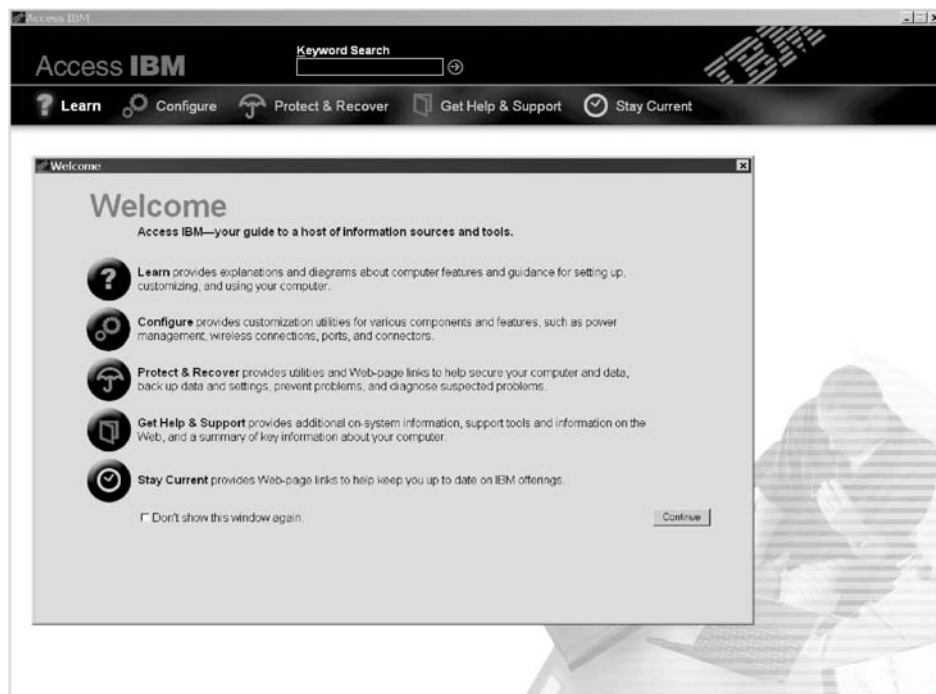 Access IBM
Keyword Search
Access IBM
IBM
Learn Configure Protect & Recover Get Help & Support Stay Current
Welcome
Welcome
Access IBM—your guide to a host of information sources and tools.
Learn provides explanations and diagrams about computer features and guidance for setting up,
customizing, and using your computer.
Configure provides customization utilities for various components and features, such as power
management, wireless connections, ports, and connectors.
Protect & Recover provides utilities and Web-page links to help secure your computer and data,
back up data and settings, prevent problems, and diagnose suspected problems.
Get Help & Support provides additional on-system information, support tools and information on the
Web, and a summary of key information about your computer.
Stay Current provides Web-page links to help keep you up to date on IBM offerings.
Don't show this window again.
Continue